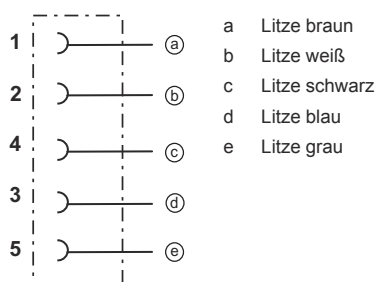 1 a
2 b
4 c
3 d
5 e
a Litze braun
b Litze weiß
c Litze schwarz
d Litze blau
e Litze grau